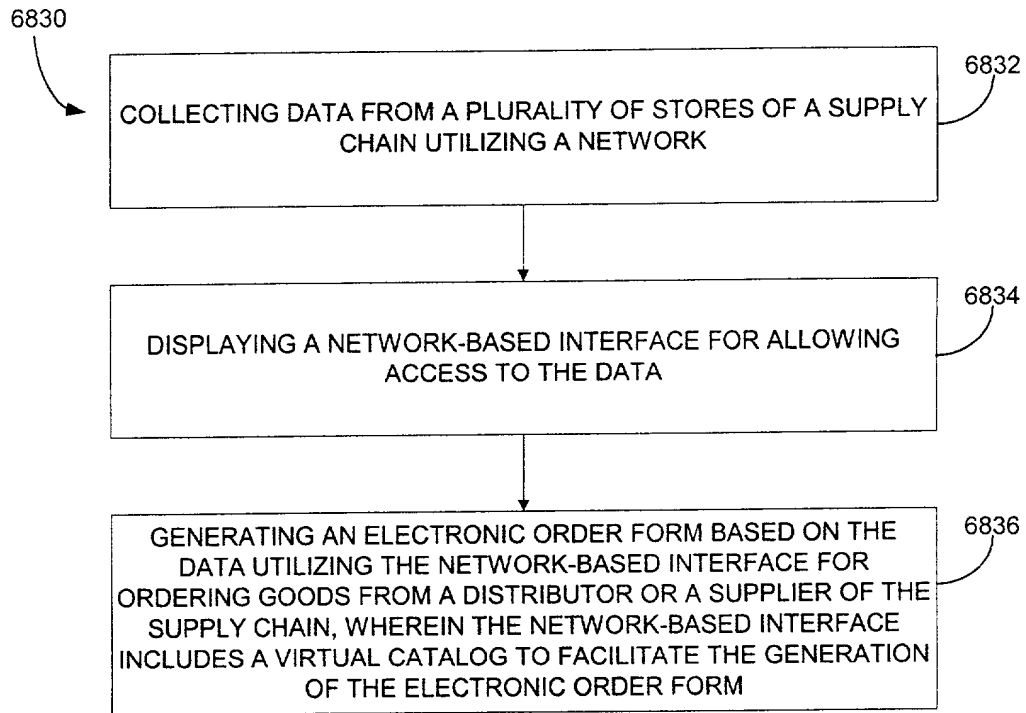 6830
6832
COLLECTING DATA FROM A PLURALITY OF STORES OF A SUPPLY
CHAIN UTILIZING A NETWORK
6834
DISPLAYING A NETWORK-BASED INTERFACE FOR ALLOWING
ACCESS TO THE DATA
6836
GENERATING AN ELECTRONIC ORDER FORM BASED ON THE
DATA UTILIZING THE NETWORK-BASED INTERFACE FOR
ORDERING GOODS FROM A DISTRIBUTOR OR A SUPPLIER OF THE
SUPPLY CHAIN, WHEREIN THE NETWORK-BASED INTERFACE
INCLUDES A VIRTUAL CATALOG TO FACILITATE THE GENERATION
OF THE ELECTRONIC ORDER FORM